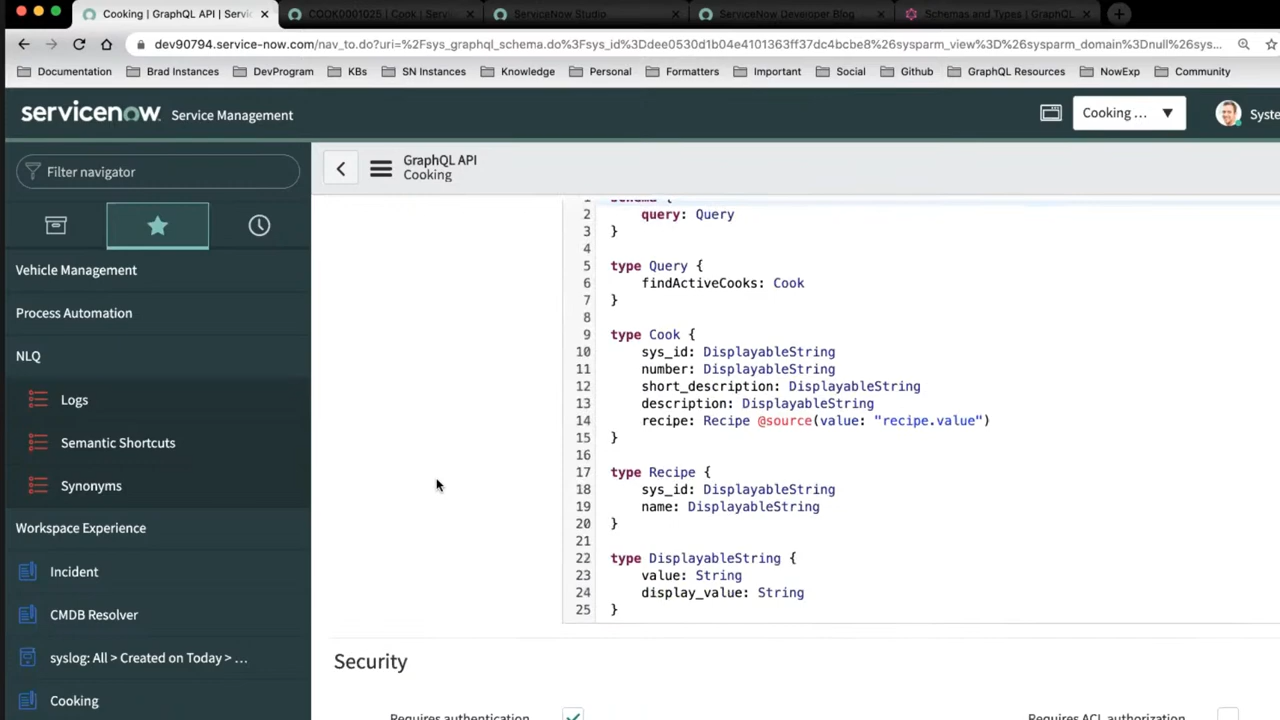 Cooking | GraphQL API | Servic
COOK0001025 | Cook | Servic
ServiceNow Studio
ServiceNow Developer Blog
Schemas and Types | GraphQL
dev90794.service-now.com/nav_to.do?uri=%2Fsys_graphql_schema.do%3Fsys_id%3Ddee0530d1b04e4101363ff37dc4bcbe8%26sysparm_view%3D%26sysparm_domain%3Dnull%26sys...
Documentation
Brad Instances
DevProgram
KBs
SN Instances
Knowledge
Personal
Formatters
Important
Social
Github
GraphQL Resources
NowExp
Community
servicenow Service Management
Cooking ...
Syste
Filter navigator
GraphQL API
Cooking
Vehicle Management
Process Automation
NLQ
Logs
Semantic Shortcuts
Synonyms
Workspace Experience
Incident
CMDB Resolver
syslog: All > Created on Today > ...
Cooking
1 schema {
2 query: Query
3 }
4
5 type Query {
6 findActiveCooks: Cook
7 }
8
9 type Cook {
10 sys_id: DisplayableString
11 number: DisplayableString
12 short_description: DisplayableString
13 description: DisplayableString
14 recipe: Recipe @source(value: "recipe.value")
15 }
16
17 type Recipe {
18 sys_id: DisplayableString
19 name: DisplayableString
20 }
21
22 type DisplayableString {
23 value: String
24 display_value: String
25 }
Security
Requires authentication
Requires ACL authorization